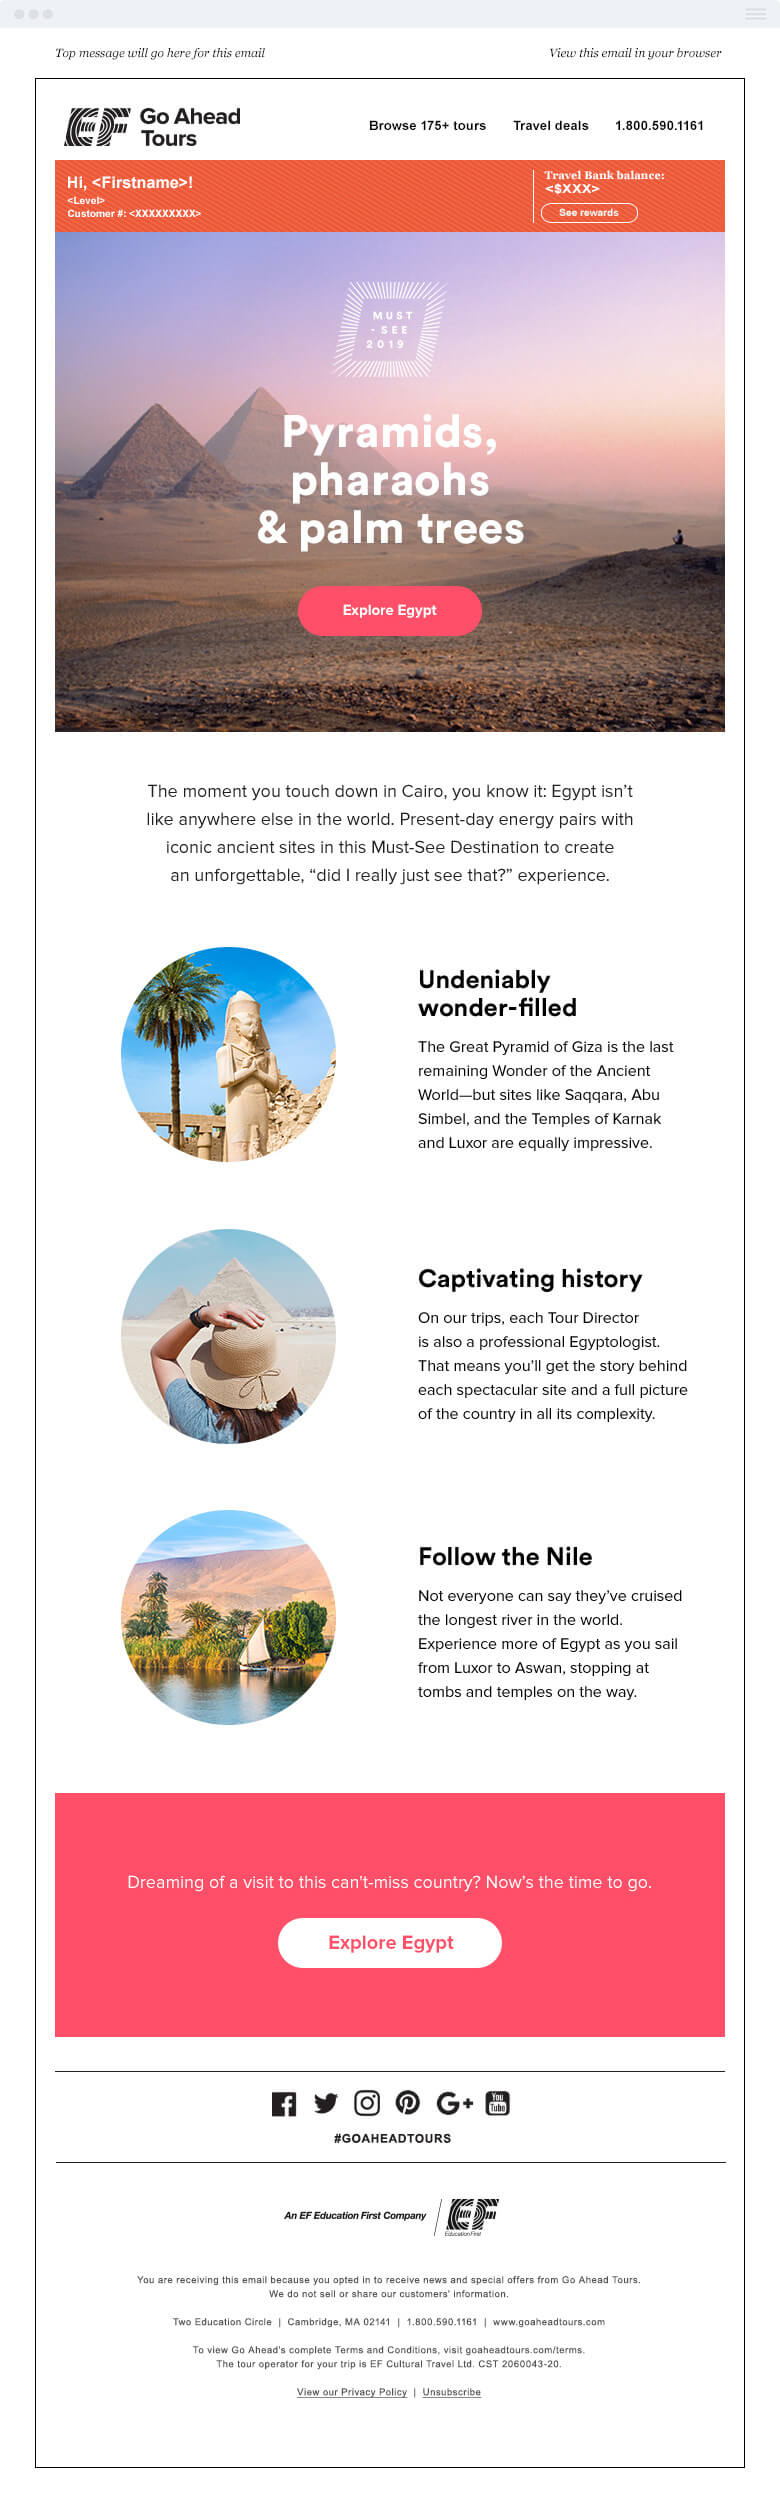 Top message will go here for this email
View this email in your browser
EF Go Ahead
Tours
Browse 175+ tours
Travel deals
1.800.590.1161
Hi, <Firstname>!
<Level>
Customer #: <XXXXXXXXX>
Travel Bank balance:
<$XXX>
See rewards
MUST
-SEE
2019
Pyramids,
pharaohs
& palm trees
Explore Egypt
The moment you touch down in Cairo, you know it: Egypt isn’t
like anywhere else in the world. Present-day energy pairs with
iconic ancient sites in this Must-See Destination to create
an unforgettable, “did I really just see that?” experience.
Undeniably
wonder-filled
The Great Pyramid of Giza is the last
remaining Wonder of the Ancient
World—but sites like Saqqara, Abu
Simbel, and the Temples of Karnak
and Luxor are equally impressive.
Captivating history
On our trips, each Tour Director
is also a professional Egyptologist.
That means you’ll get the story behind
each spectacular site and a full picture
of the country in all its complexity.
Follow the Nile
Not everyone can say they’ve cruised
the longest river in the world.
Experience more of Egypt as you sail
from Luxor to Aswan, stopping at
tombs and temples on the way.
Dreaming of a visit to this can't-miss country? Now’s the time to go.
Explore Egypt
You
Tube
#GOAHEADTOURS
An EF Education First Company
EF
Education First
You are receiving this email because you opted in to receive news and special offers from Go Ahead Tours.
We do not sell or share our customers' information.
Two Education Circle | Cambridge, MA 02141 | 1.800.590.1161 | www.goaheadtours.com
To view Go Ahead's complete Terms and Conditions, visit goaheadtours.com/terms.
The tour operator for your trip is EF Cultural Travel Ltd. CST 2060043-20.
View our Privacy Policy | Unsubscribe